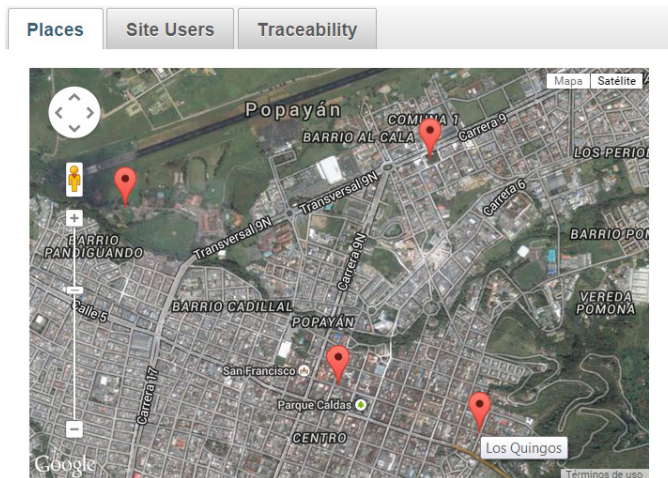 Places Site Users Traceability
Mapa Satélite
Popayán
COMUNA 1
Carrera 9
BARRIO AL CALA
LOS PERIOD
Transversal 9N
Carrera 6
Transversal 9N
BARRIO POM
BARRIO
PANDIGUANDO
Carrera 9N
Calle 5
BARRIO CADILLAL
VEREDA
POMONA
POPAYÁN
San Francisco
Carrera 17
Parque Caldas
CENTRO
Los Quingos
Google
Términos de uso